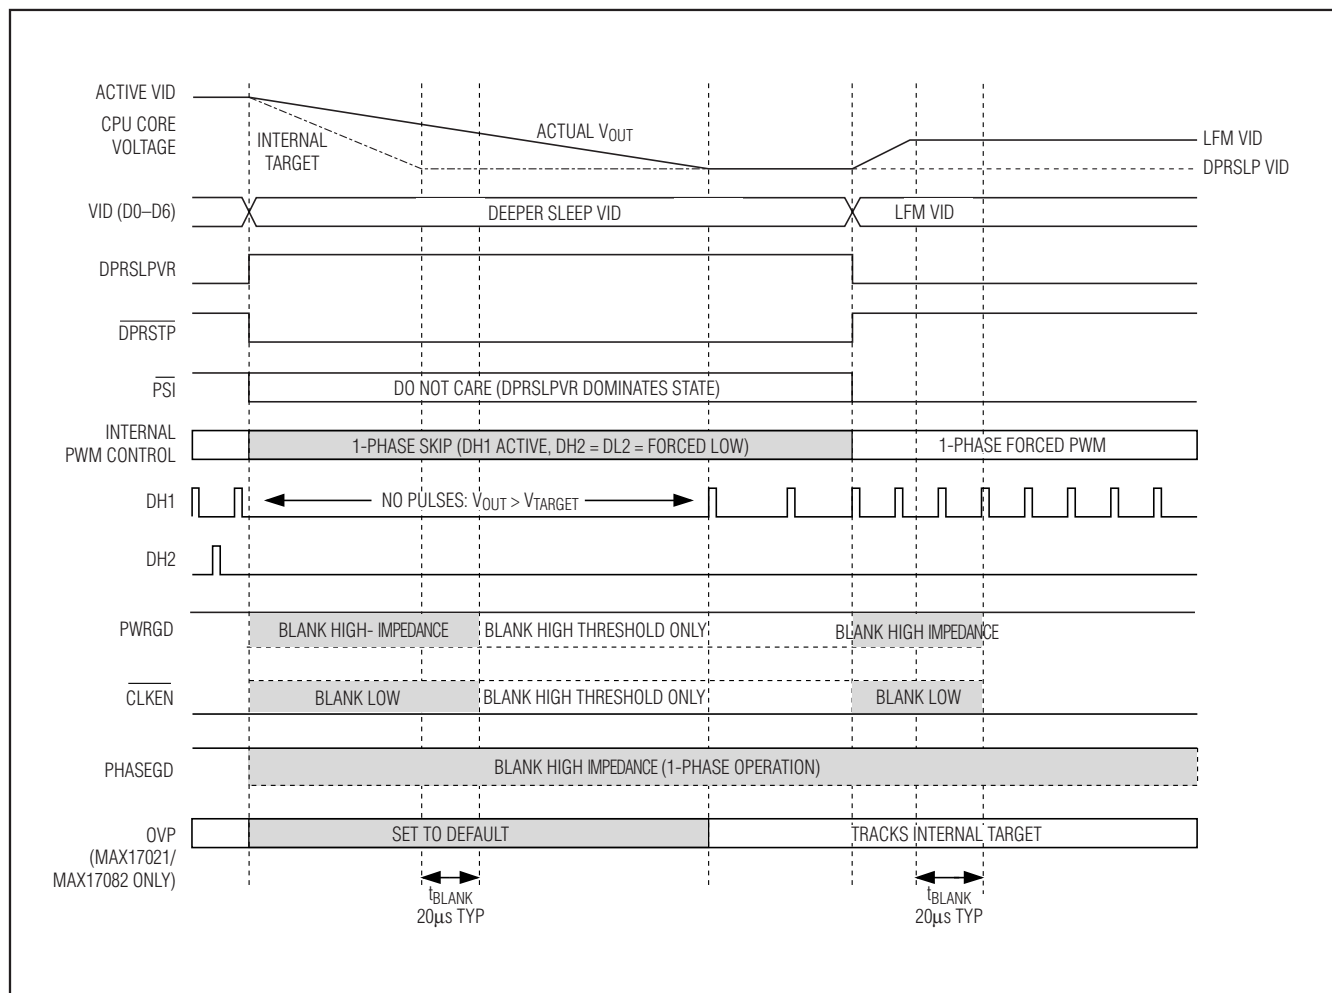 ACTIVE VID
CPU CORE
VOLTAGE
INTERNAL
TARGET
ACTUAL VOUT
LFM VID
DPRSLP VID
VID (D0–D6)
DEEPER SLEEP VID
LFM VID
DPRSLPVR
DPRSTP
PSI
DO NOT CARE (DPRSLPVR DOMINATES STATE)
INTERNAL
PWM CONTROL
1-PHASE SKIP (DH1 ACTIVE, DH2 = DL2 = FORCED LOW)
1-PHASE FORCED PWM
DH1
NO PULSES: VOUT > VTARGET
DH2
PWRGD
BLANK HIGH- IMPEDANCE
BLANK HIGH THRESHOLD ONLY
BLANK HIGH IMPEDANCE
CLKEN
BLANK LOW
BLANK HIGH THRESHOLD ONLY
BLANK LOW
PHASEGD
BLANK HIGH IMPEDANCE (1-PHASE OPERATION)
OVP
(MAX17021/
MAX17082 ONLY)
SET TO DEFAULT
TRACKS INTERNAL TARGET
tBLANK
20µs TYP
tBLANK
20µs TYP